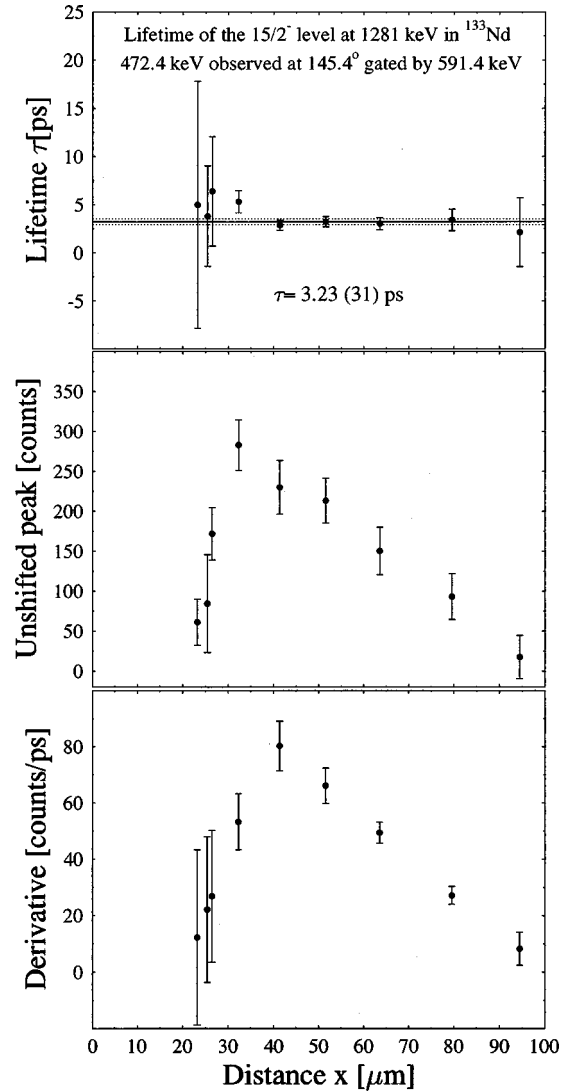 Lifetime of the 15/2⁻ level at 1281 keV in ¹³³Nd
472.4 keV observed at 145.4° gated by 591.4 keV
25
20
15
10
5
0
-5
Lifetime τ[ps]
τ= 3.23 (31) ps
350
300
250
200
150
100
50
0
Unshifted peak [counts]
80
60
40
20
0
Derivative [counts/ps]
0 10 20 30 40 50 60 70 80 90 100
Distance x [μm]